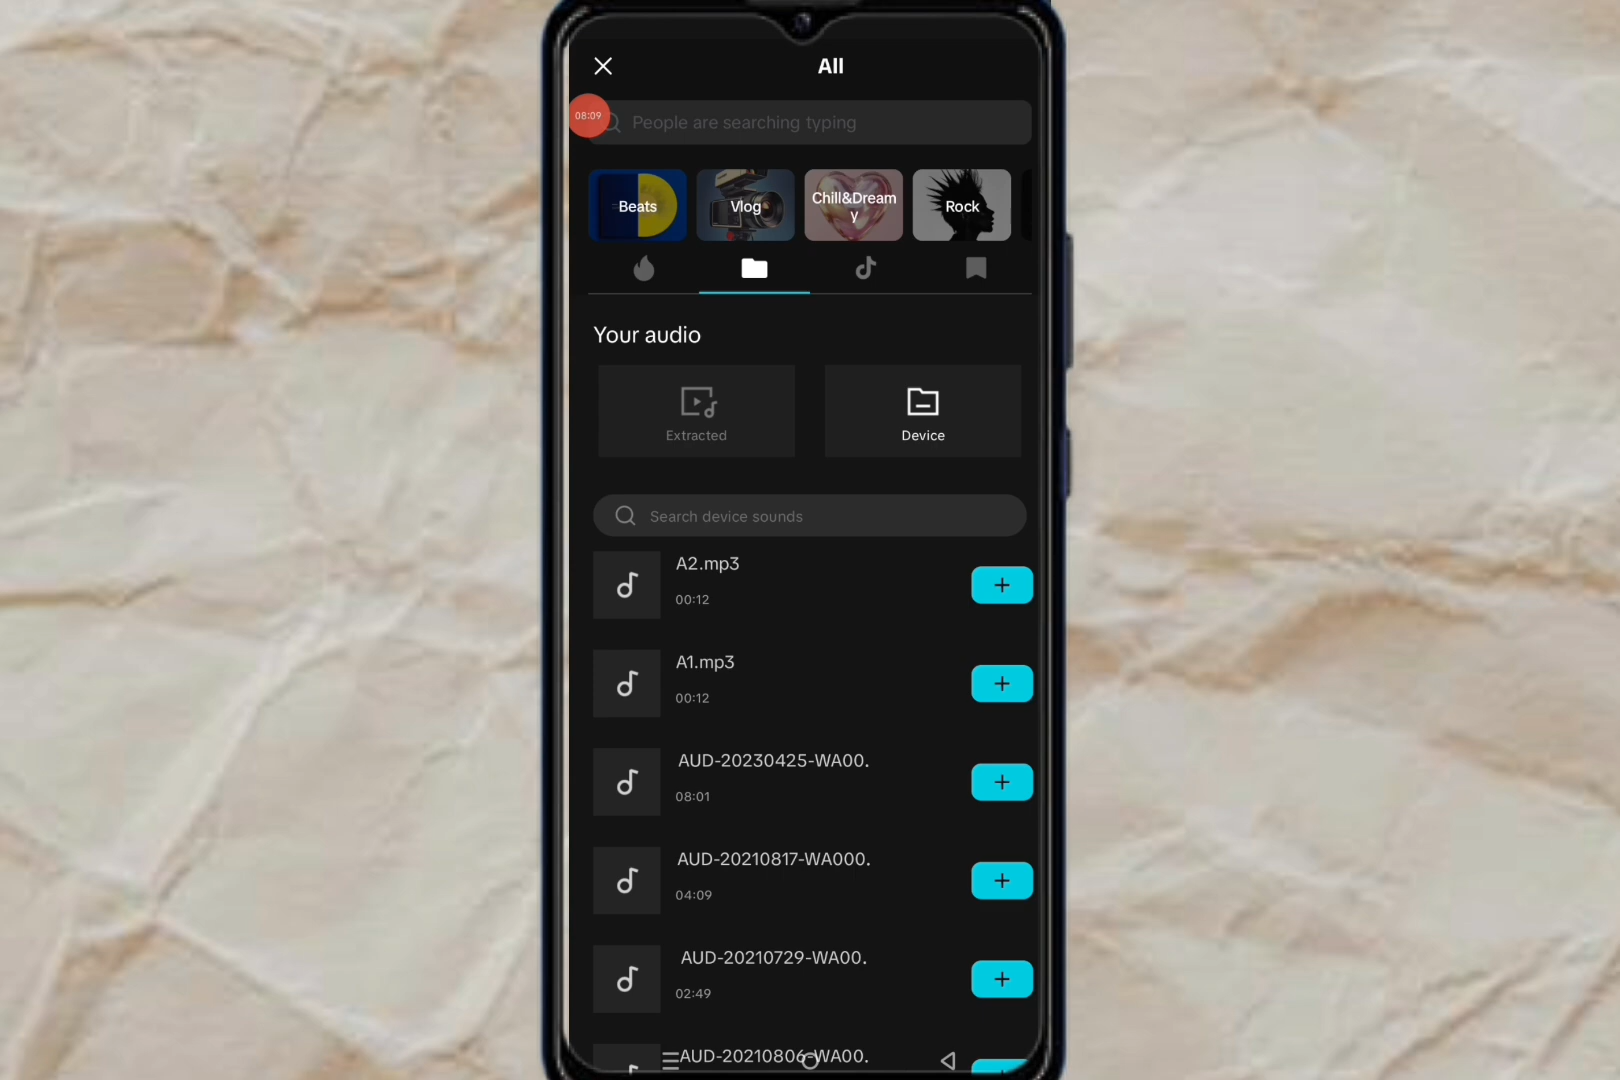 All
08:09
People are searching typing
Beats
Vlog
Chill&Dream
y
Rock
Your audio
Extracted
Device
Search device sounds
A2.mp3
00:12
A1.mp3
00:12
AUD-20230425-WA00.
08:01
AUD-20210817-WA000.
04:09
AUD-20210729-WA00.
02:49
AUD-20210806-WA00.